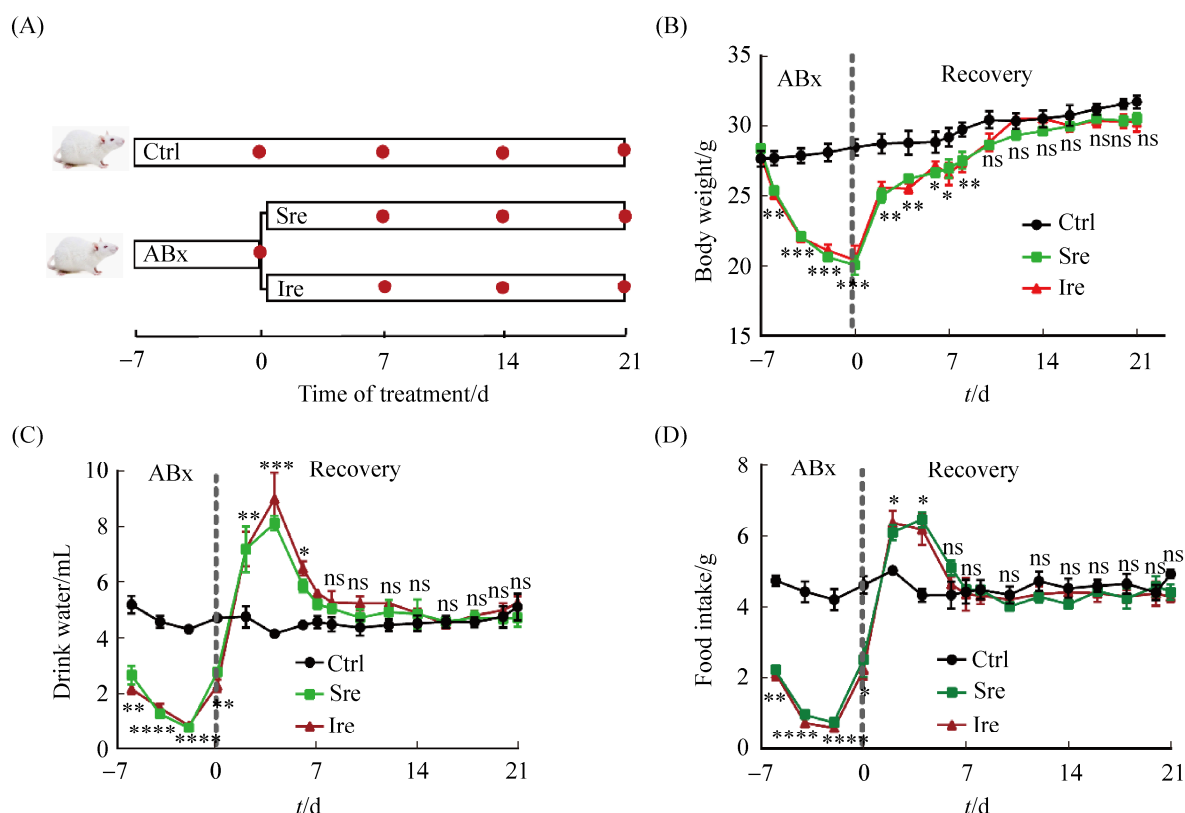 (A)
Ctrl
Sre
ABx
Ire
−7 0 7 14 21
Time of treatment/d
(B)
ABx Recovery
35
30
25
20
15
Body weight/g
** *** *** *** ** ** * * ** ns ns ns ns ns ns ns
Ctrl
Sre
Ire
−7 0 7 14 21
t/d
(C)
ABx *** Recovery
10
8
6
4
2
0
Drink water/mL
** * ns ns ns ns ns ns
** **** **** **
Ctrl
Sre
Ire
−7 0 7 14 21
t/d
(D)
ABx Recovery
8
6
4
2
0
Food intake/g
* * ns ns ns ns ns ns ns ns
** **** **** *
Ctrl
Sre
Ire
−7 0 7 14 21
t/d